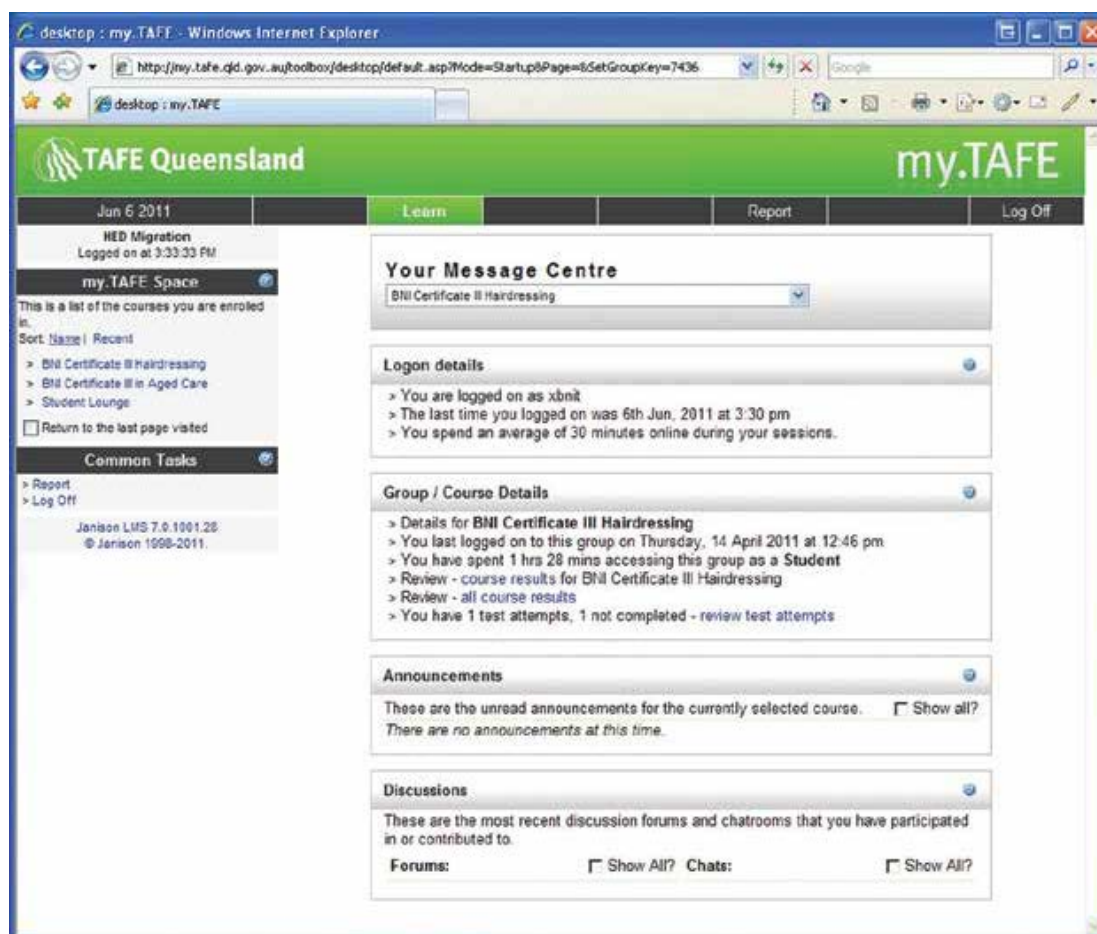 desktop : my.TAFE - Windows Internet Explorer
http://my.tafe.qld.gov.au/toolbox/desktop/default.asp?Mode=Startup&Page=&SetGroupKey=7436
Google
desktop : my.TAFE
TAFE Queensland
my.TAFE
Jun 6 2011
Learn
Report
Log Off
HED Migration
Logged on at 3:33:33 PM
my.TAFE Space
This is a list of the courses you are enrolled
in.
Sort: Name | Recent
> BNI Certificate III Hairdressing
> BNI Certificate III in Aged Care
> Student Lounge
Return to the last page visited
Common Tasks
> Report
> Log Off
Janison LMS 7.0.1001.28
© Janison 1998-2011.
Your Message Centre
BNI Certificate III Hairdressing
Logon details
> You are logged on as xbnit
> The last time you logged on was 6th Jun, 2011 at 3:30 pm
> You spend an average of 30 minutes online during your sessions.
Group / Course Details
> Details for BNI Certificate III Hairdressing
> You last logged on to this group on Thursday, 14 April 2011 at 12:46 pm
> You have spent 1 hrs 28 mins accessing this group as a Student
> Review - course results for BNI Certificate III Hairdressing
> Review - all course results
> You have 1 test attempts, 1 not completed - review test attempts
Announcements
These are the unread announcements for the currently selected course. Show all?
There are no announcements at this time.
Discussions
These are the most recent discussion forums and chatrooms that you have participated
in or contributed to.
Forums: Show All? Chats: Show All?